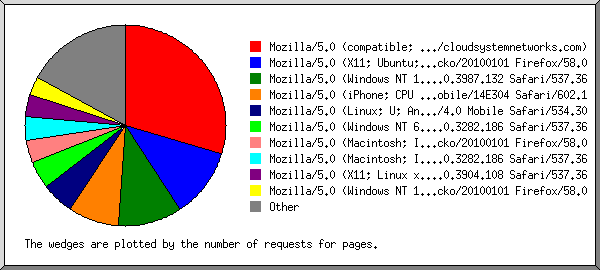 Mozilla/5.0 (compatible; .../cloudsystemnetworks.com)
Mozilla/5.0 (X11; Ubuntu;...cko/20100101 Firefox/58.0
Mozilla/5.0 (Windows NT 1....0.3987.132 Safari/537.36
Mozilla/5.0 (iPhone; CPU ...obile/14E304 Safari/602.1
Mozilla/5.0 (Linux; U; An.../4.0 Mobile Safari/534.30
Mozilla/5.0 (Windows NT 6....0.3282.186 Safari/537.36
Mozilla/5.0 (Macintosh; I...cko/20100101 Firefox/58.0
Mozilla/5.0 (Macintosh; I....0.3282.186 Safari/537.36
Mozilla/5.0 (X11; Linux x....0.3904.108 Safari/537.36
Mozilla/5.0 (Windows NT 1...cko/20100101 Firefox/58.0
Other
The wedges are plotted by the number of requests for pages.